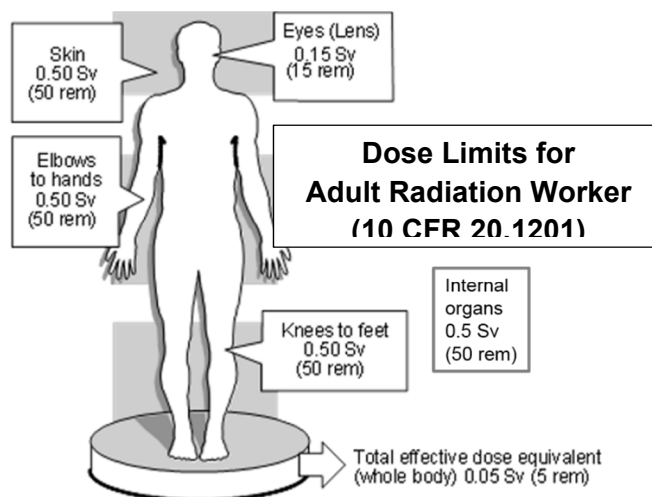 Skin
0.50 Sv
(50 rem)
Eyes (Lens)
0.15 Sv
(15 rem)
Elbows
to hands
0.50 Sv
(50 rem)
Dose Limits for
Adult Radiation Worker
(10 CFR 20.1201)
Internal
organs
0.5 Sv
(50 rem)
Knees to feet
0.50 Sv
(50 rem)
Total effective dose equivalent
(whole body) 0.05 Sv (5 rem)